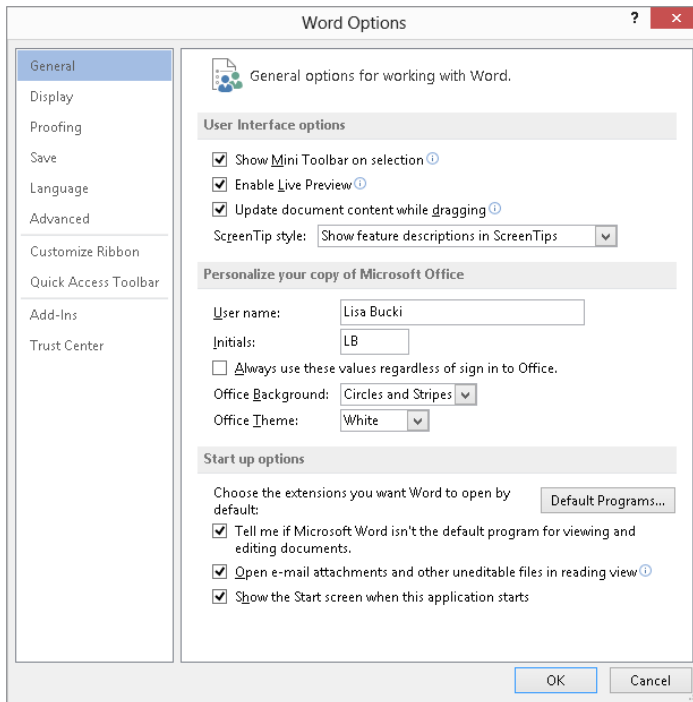 Word Options
?
General
Display
Proofing
Save
Language
Advanced
Customize Ribbon
Quick Access Toolbar
Add-Ins
Trust Center
General options for working with Word.
User Interface options
Show Mini Toolbar on selection
Enable Live Preview
Update document content while dragging
ScreenTip style: Show feature descriptions in ScreenTips
Personalize your copy of Microsoft Office
User name: Lisa Bucki
Initials: LB
Always use these values regardless of sign in to Office.
Office Background: Circles and Stripes
Office Theme: White
Start up options
Choose the extensions you want Word to open by
default:
Default Programs...
Tell me if Microsoft Word isn't the default program for viewing and
editing documents.
Open e-mail attachments and other uneditable files in reading view
Show the Start screen when this application starts
OK
Cancel